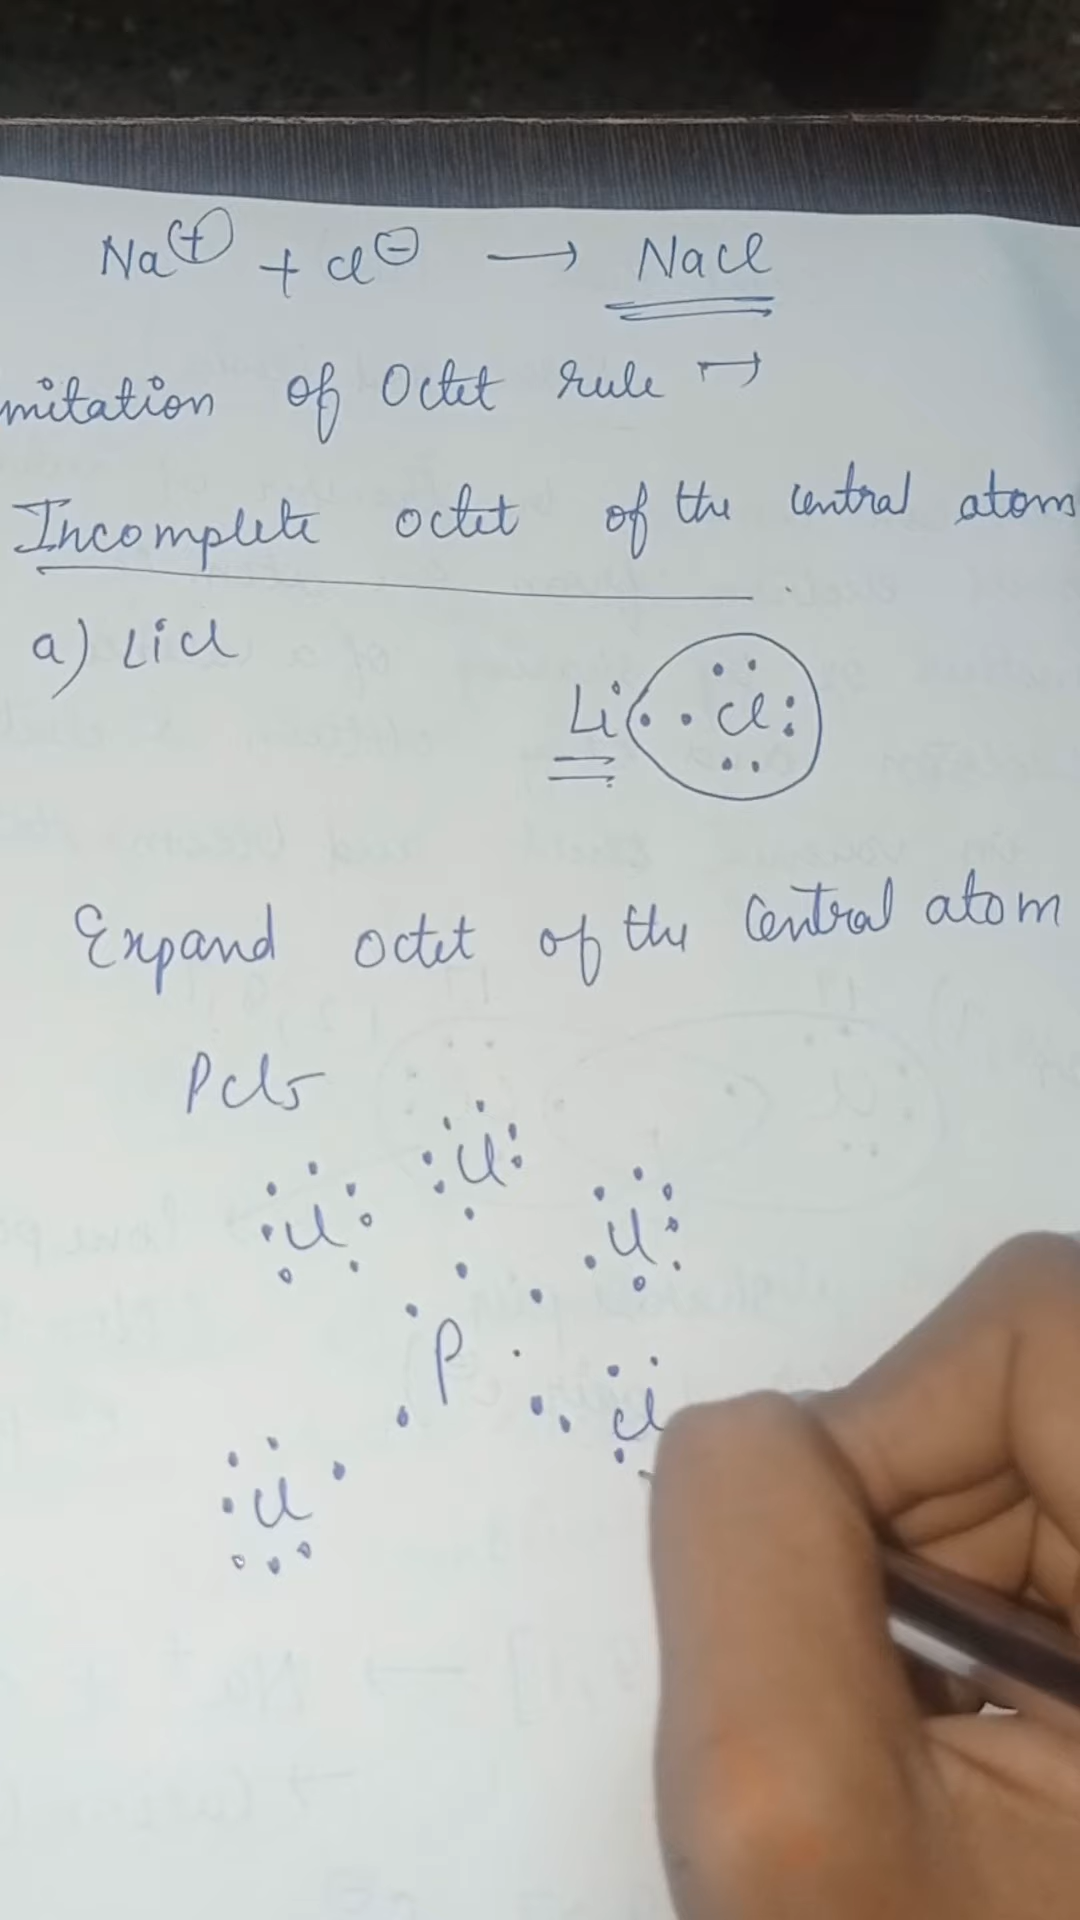 Na⊕ + Cl⊖ → NaCl
mitation of Octet rule →
Incomplete octet of the central atom
a) LiCl
Li Cl
Expand octet of the central atom
PCl5
Cl
Cl Cl
P
Cl
Cl